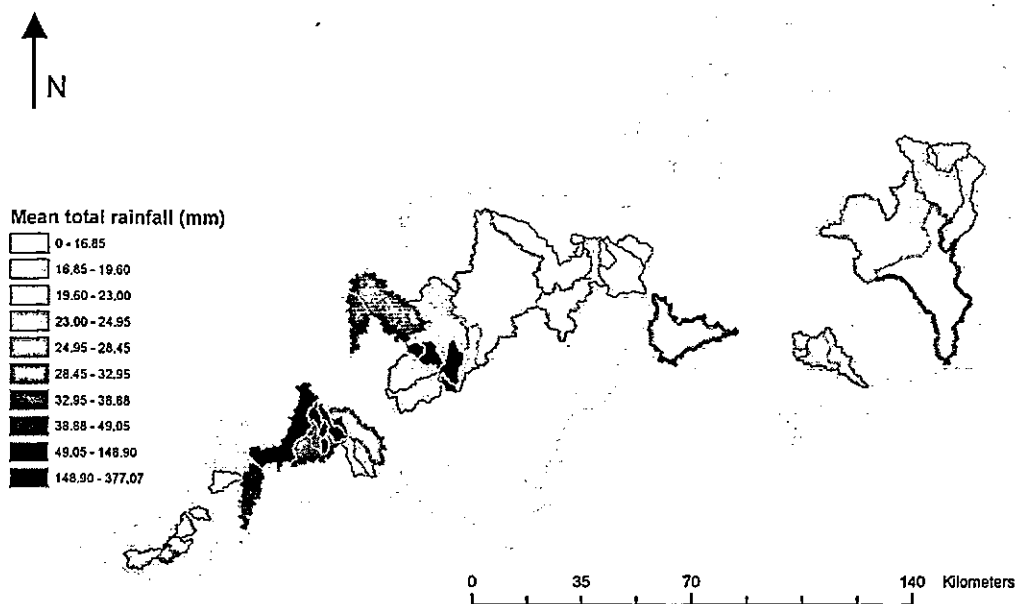 N
Mean total rainfall (mm)
0 - 16.85
16.85 - 19.60
19.60 - 23.00
23.00 - 24.95
24.95 - 28.45
28.45 - 32.95
32.95 - 38.88
38.88 - 49.05
49.05 - 148.90
148.90 - 377.07
0 35 70 140 Kilometers